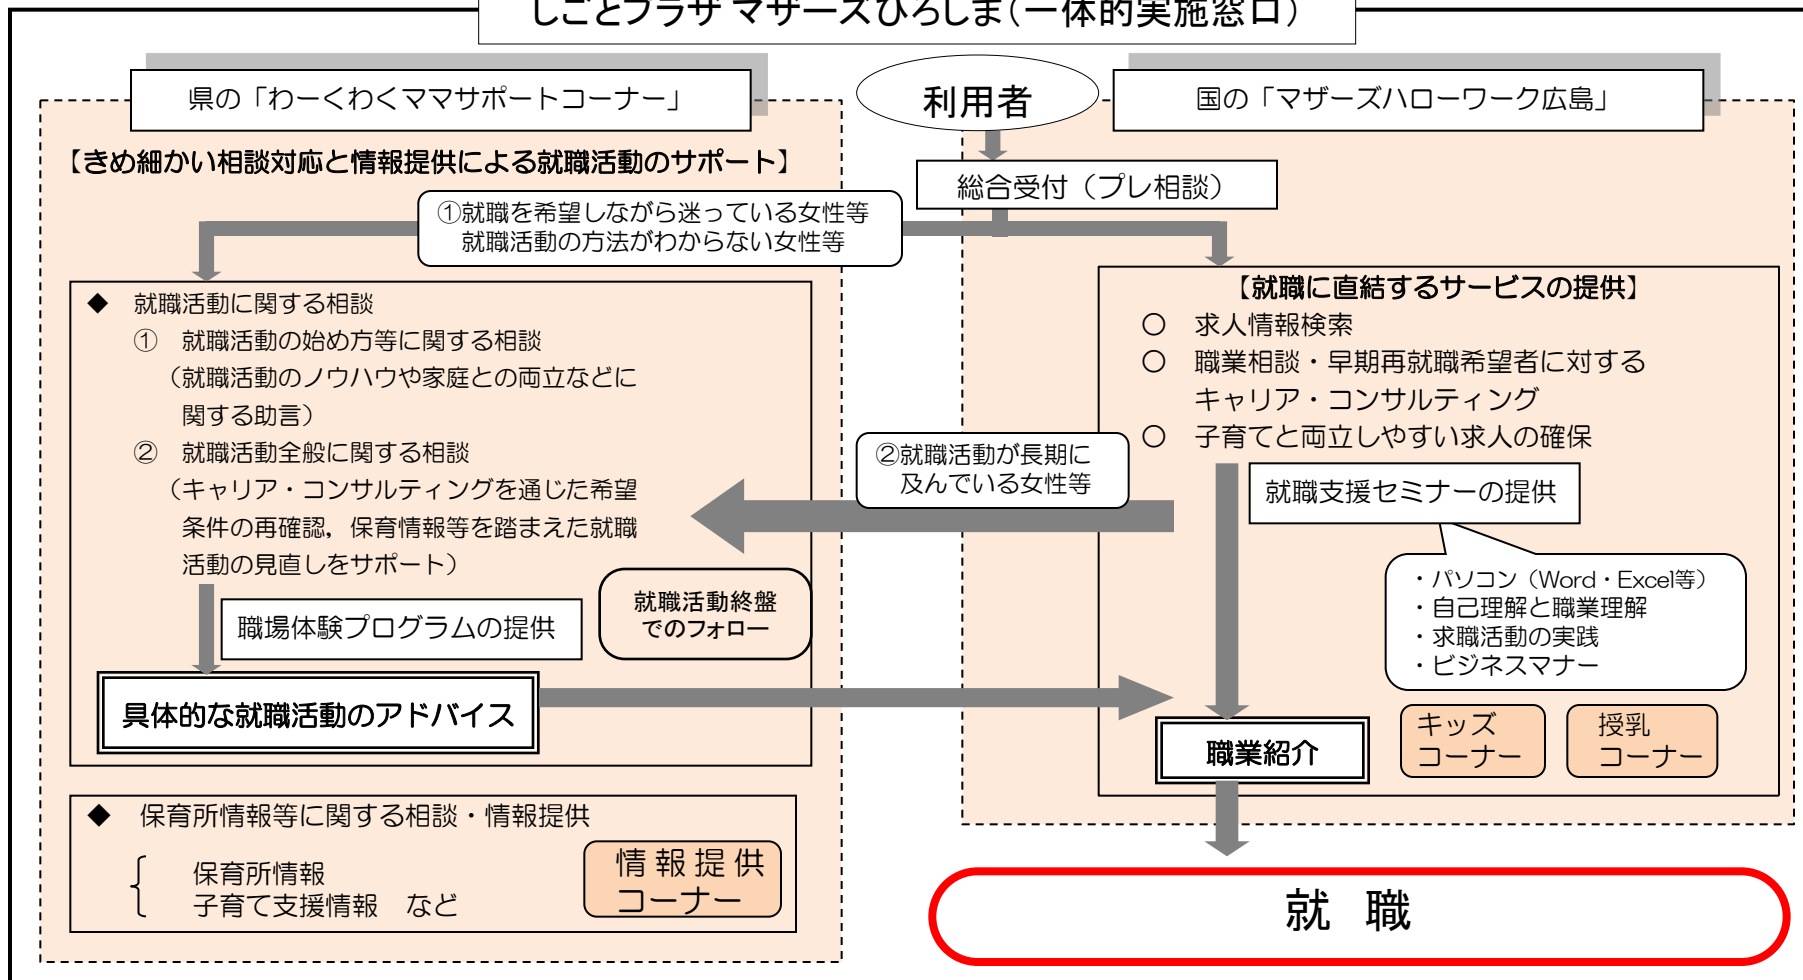 しごとプラザ マザーズひろしま（一体的実施窓口）
県の「わーくわくママサポートコーナー」
利用者
国の「マザーズハローワーク広島」
【きめ細かい相談対応と情報提供による就職活動のサポート】
総合受付（プレ相談）
①就職を希望しながら迷っている女性等
就職活動の方法がわからない女性等
◆ 就職活動に関する相談
① 就職活動の始め方等に関する相談
（就職活動のノウハウや家庭との両立などに
関する助言）
② 就職活動全般に関する相談
（キャリア・コンサルティングを通じた希望
条件の再確認，保育情報等を踏まえた就職
活動の見直しをサポート）
職場体験プログラムの提供
就職活動終盤
でのフォロー
具体的な就職活動のアドバイス
②就職活動が長期に
及んでいる女性等
【就職に直結するサービスの提供】
○ 求人情報検索
○ 職業相談・早期再就職希望者に対する
キャリア・コンサルティング
○ 子育てと両立しやすい求人の確保
就職支援セミナーの提供
・パソコン（Word・Excel等）
・自己理解と職業理解
・求職活動の実践
・ビジネスマナー
職業紹介
キッズ
コーナー
授乳
コーナー
◆ 保育所情報等に関する相談・情報提供
保育所情報
子育て支援情報 など
情報提供
コーナー
就 職